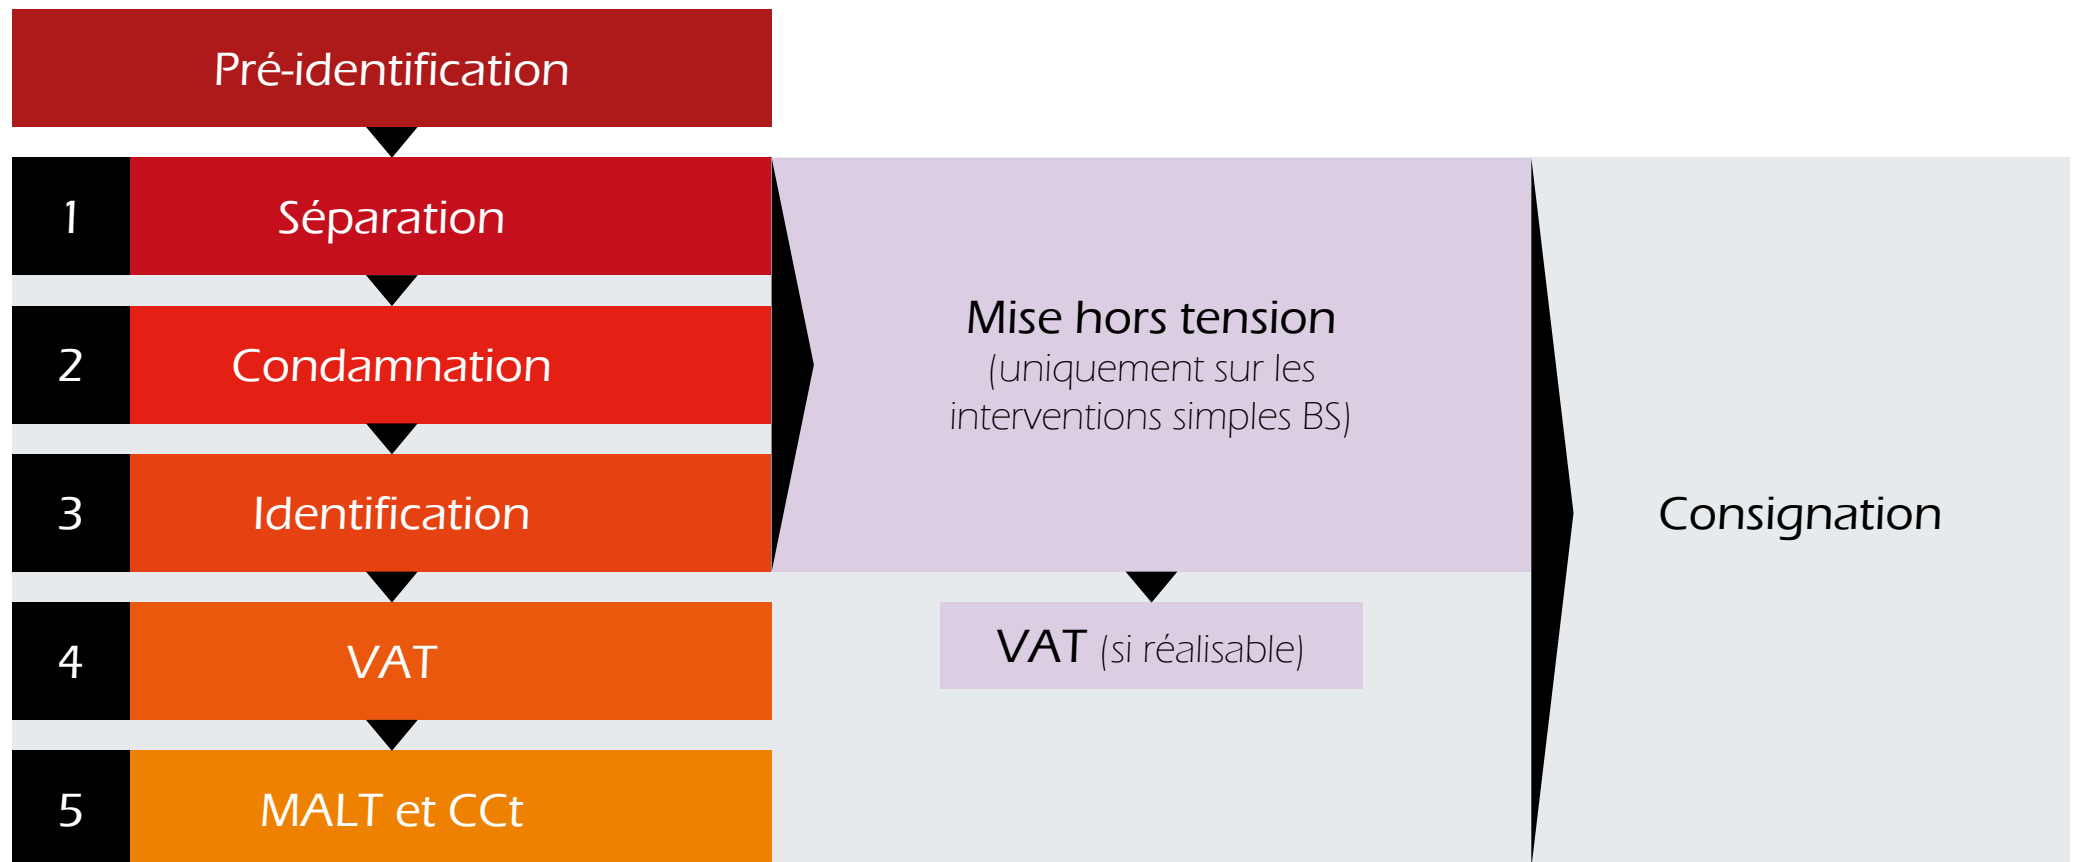 Pré-identification
1 Séparation
2 Condamnation
3 Identification
4 VAT
5 MALT et CCt
Mise hors tension
(uniquement sur les
interventions simples BS)
VAT (si réalisable)
Consignation